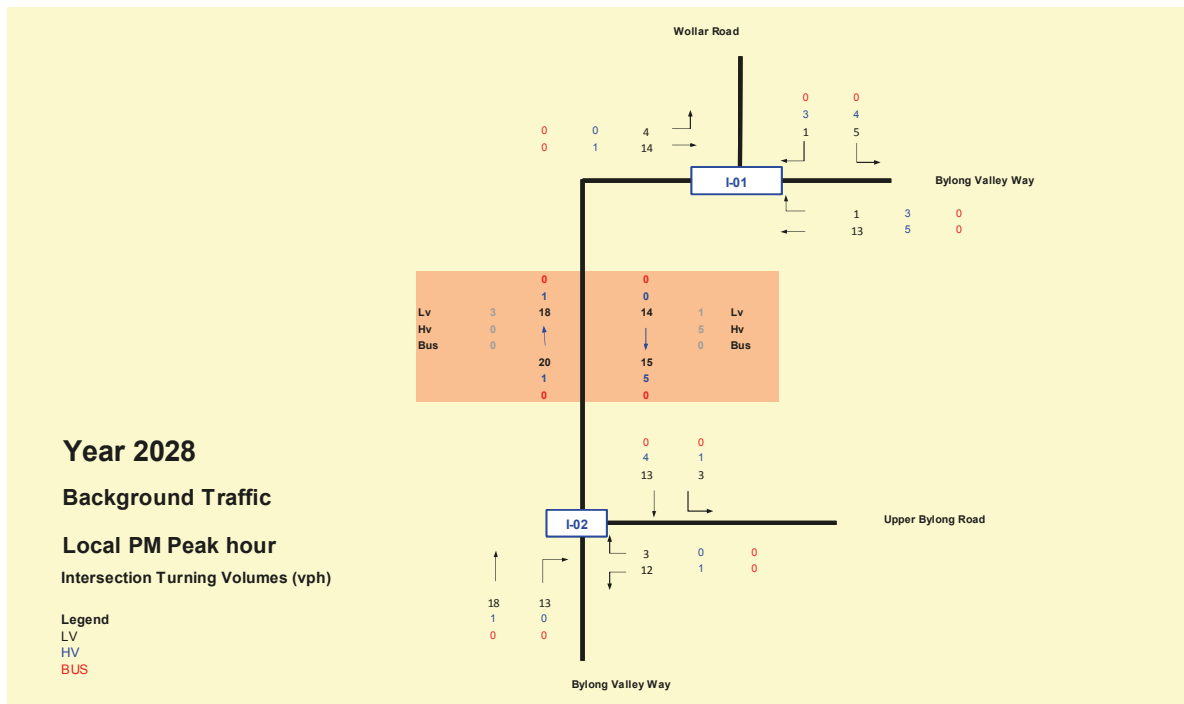 Wollar Road
0 0
3 4
0 0 4 1 5
0 1 14
I-01
Bylong Valley Way
1 3 0
13 5 0
0 0
1 0
Lv 3 18 14 1 Lv
Hv 0 5 Hv
Bus 0 0 Bus
20 15
1 5
0 0
Year 2028
Background Traffic
Local PM Peak hour
Intersection Turning Volumes (vph)
Legend
LV
HV
BUS
0 0
4 1
13 3
I-02
Upper Bylong Road
3 0 0
12 1 0
18 13
1 0
0 0
Bylong Valley Way